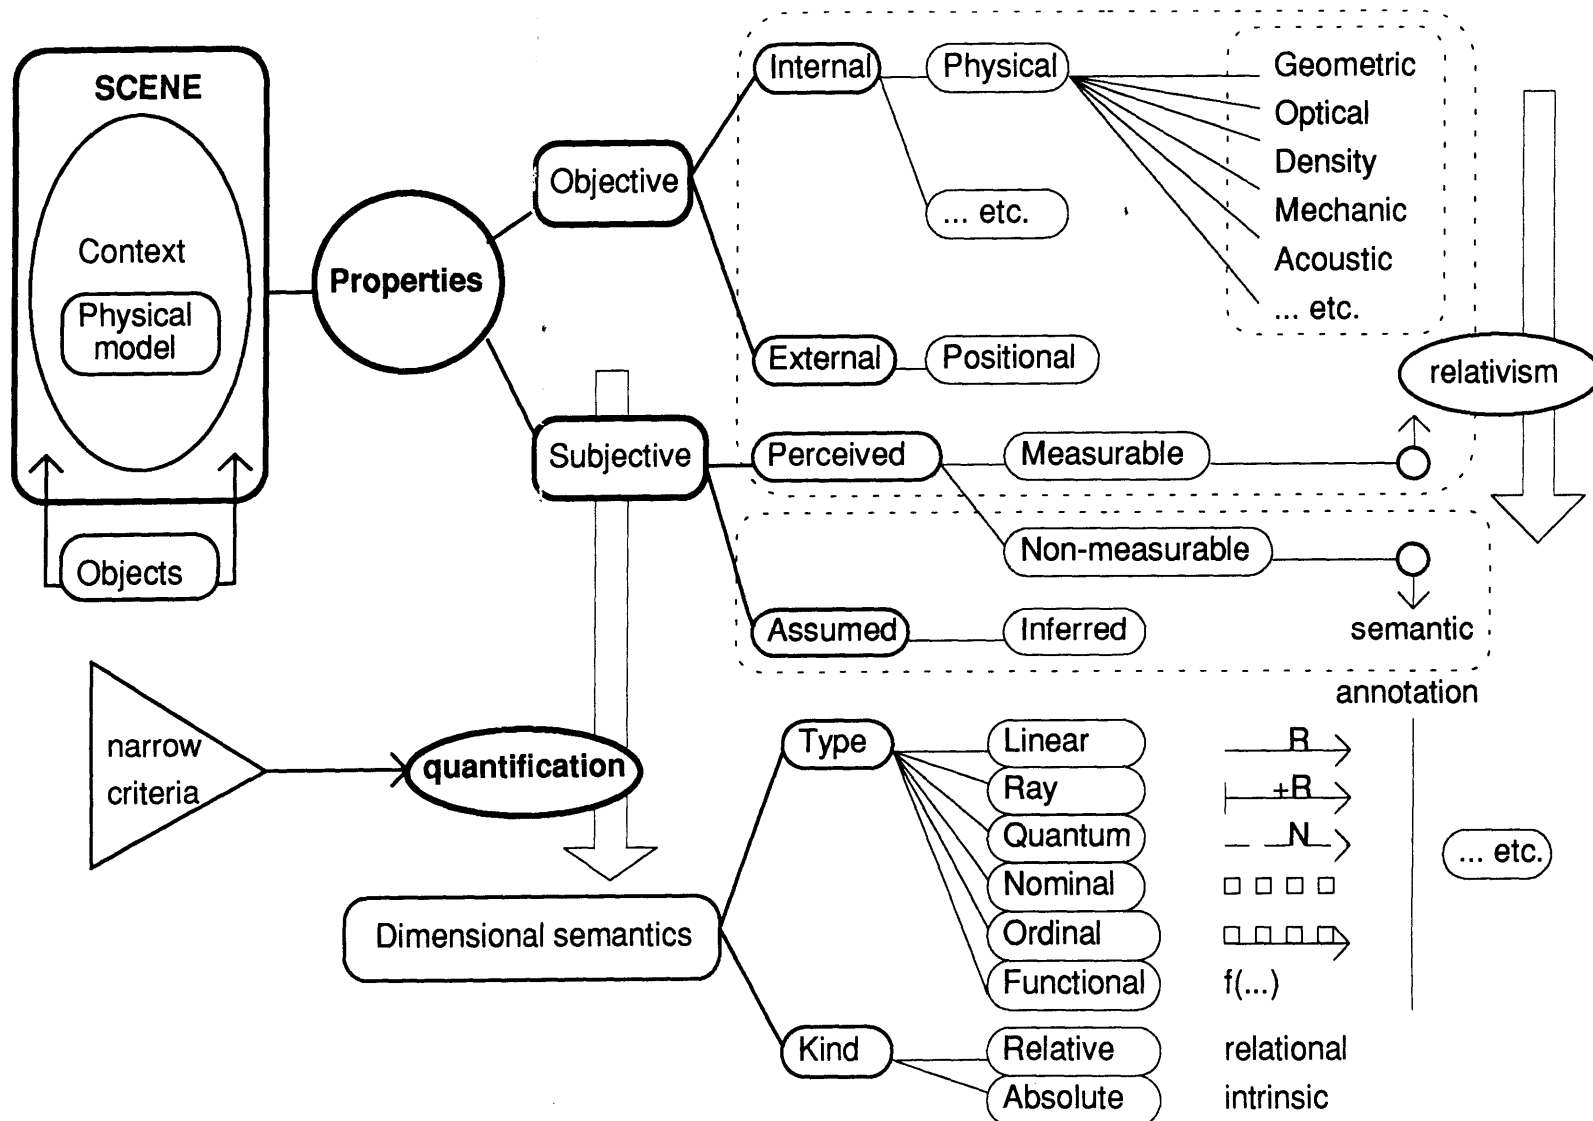 SCENE
Context
Physical
model
Objects
Properties
Objective
Subjective
Internal
Physical
... etc.
External
Positional
Geometric
Optical
Density
Mechanic
Acoustic
... etc.
relativism
Perceived
Measurable
Non-measurable
Assumed
Inferred
semantic
annotation
narrow
criteria
quantification
Dimensional semantics
Type
Linear
R
Ray
+R
Quantum
N
Nominal
Ordinal
Functional
f(...)
... etc.
Kind
Relative
relational
Absolute
intrinsic